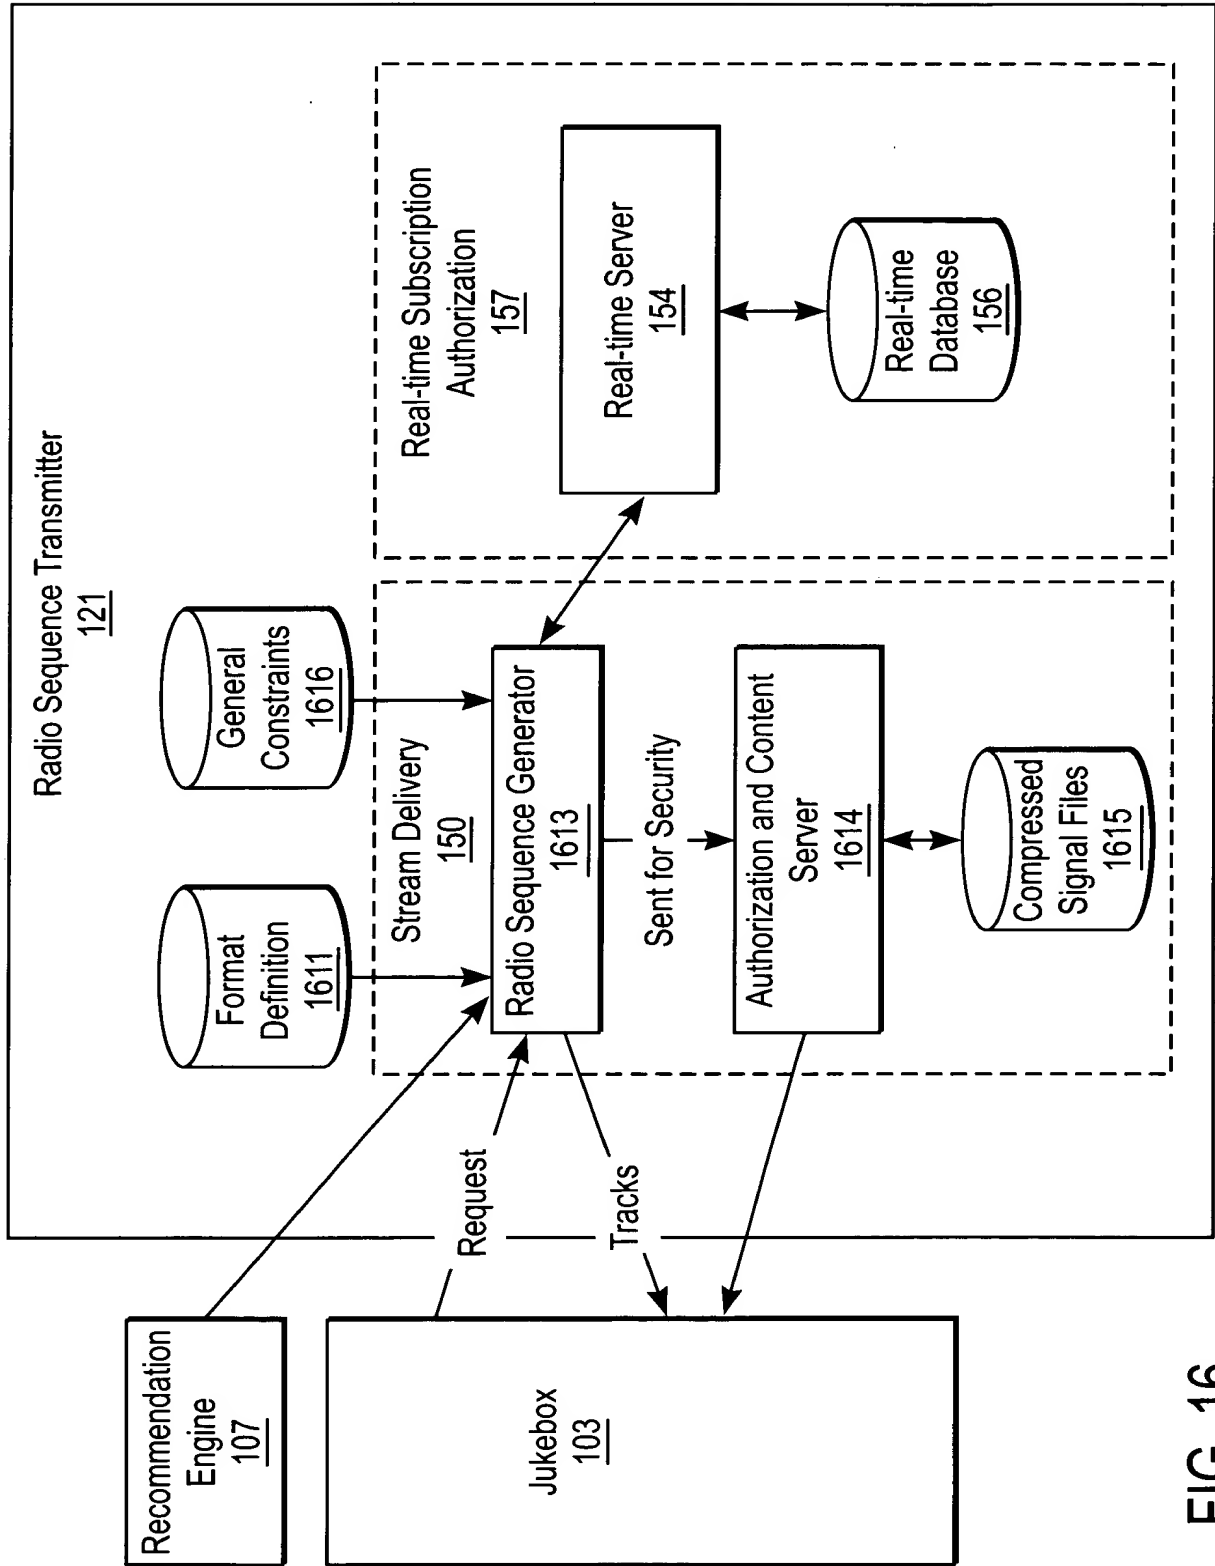 Radio Sequence Transmitter
121
Recommendation
Engine
107
Jukebox
103
Request
Tracks
Format
Definition
1611
General
Constraints
1616
Stream Delivery
150
Radio Sequence Generator
1613
Sent for Security
Authorization and Content
Server
1614
Compressed
Signal Files
1615
Real-time Subscription
Authorization
157
Real-time Server
154
Real-time
Database
156
FIG. 16